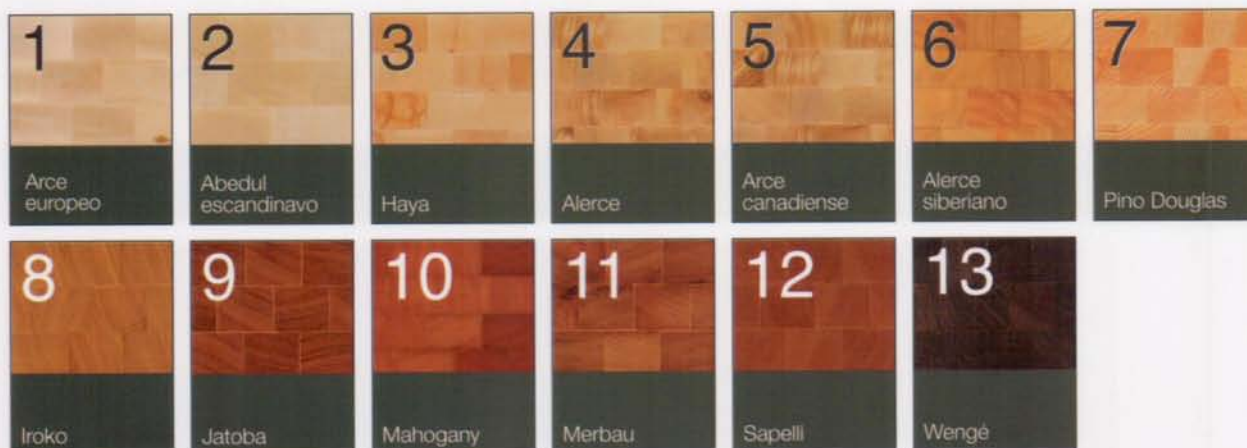 1
2
3
4
5
6
7
Arce
europeo
Abedul
escandinavo
Haya
Alerce
Arce
canadiense
Alerce
siberiano
Pino Douglas
8
9
10
11
12
13
Iroko
Jatoba
Mahogany
Merbau
Sapelli
Wengé